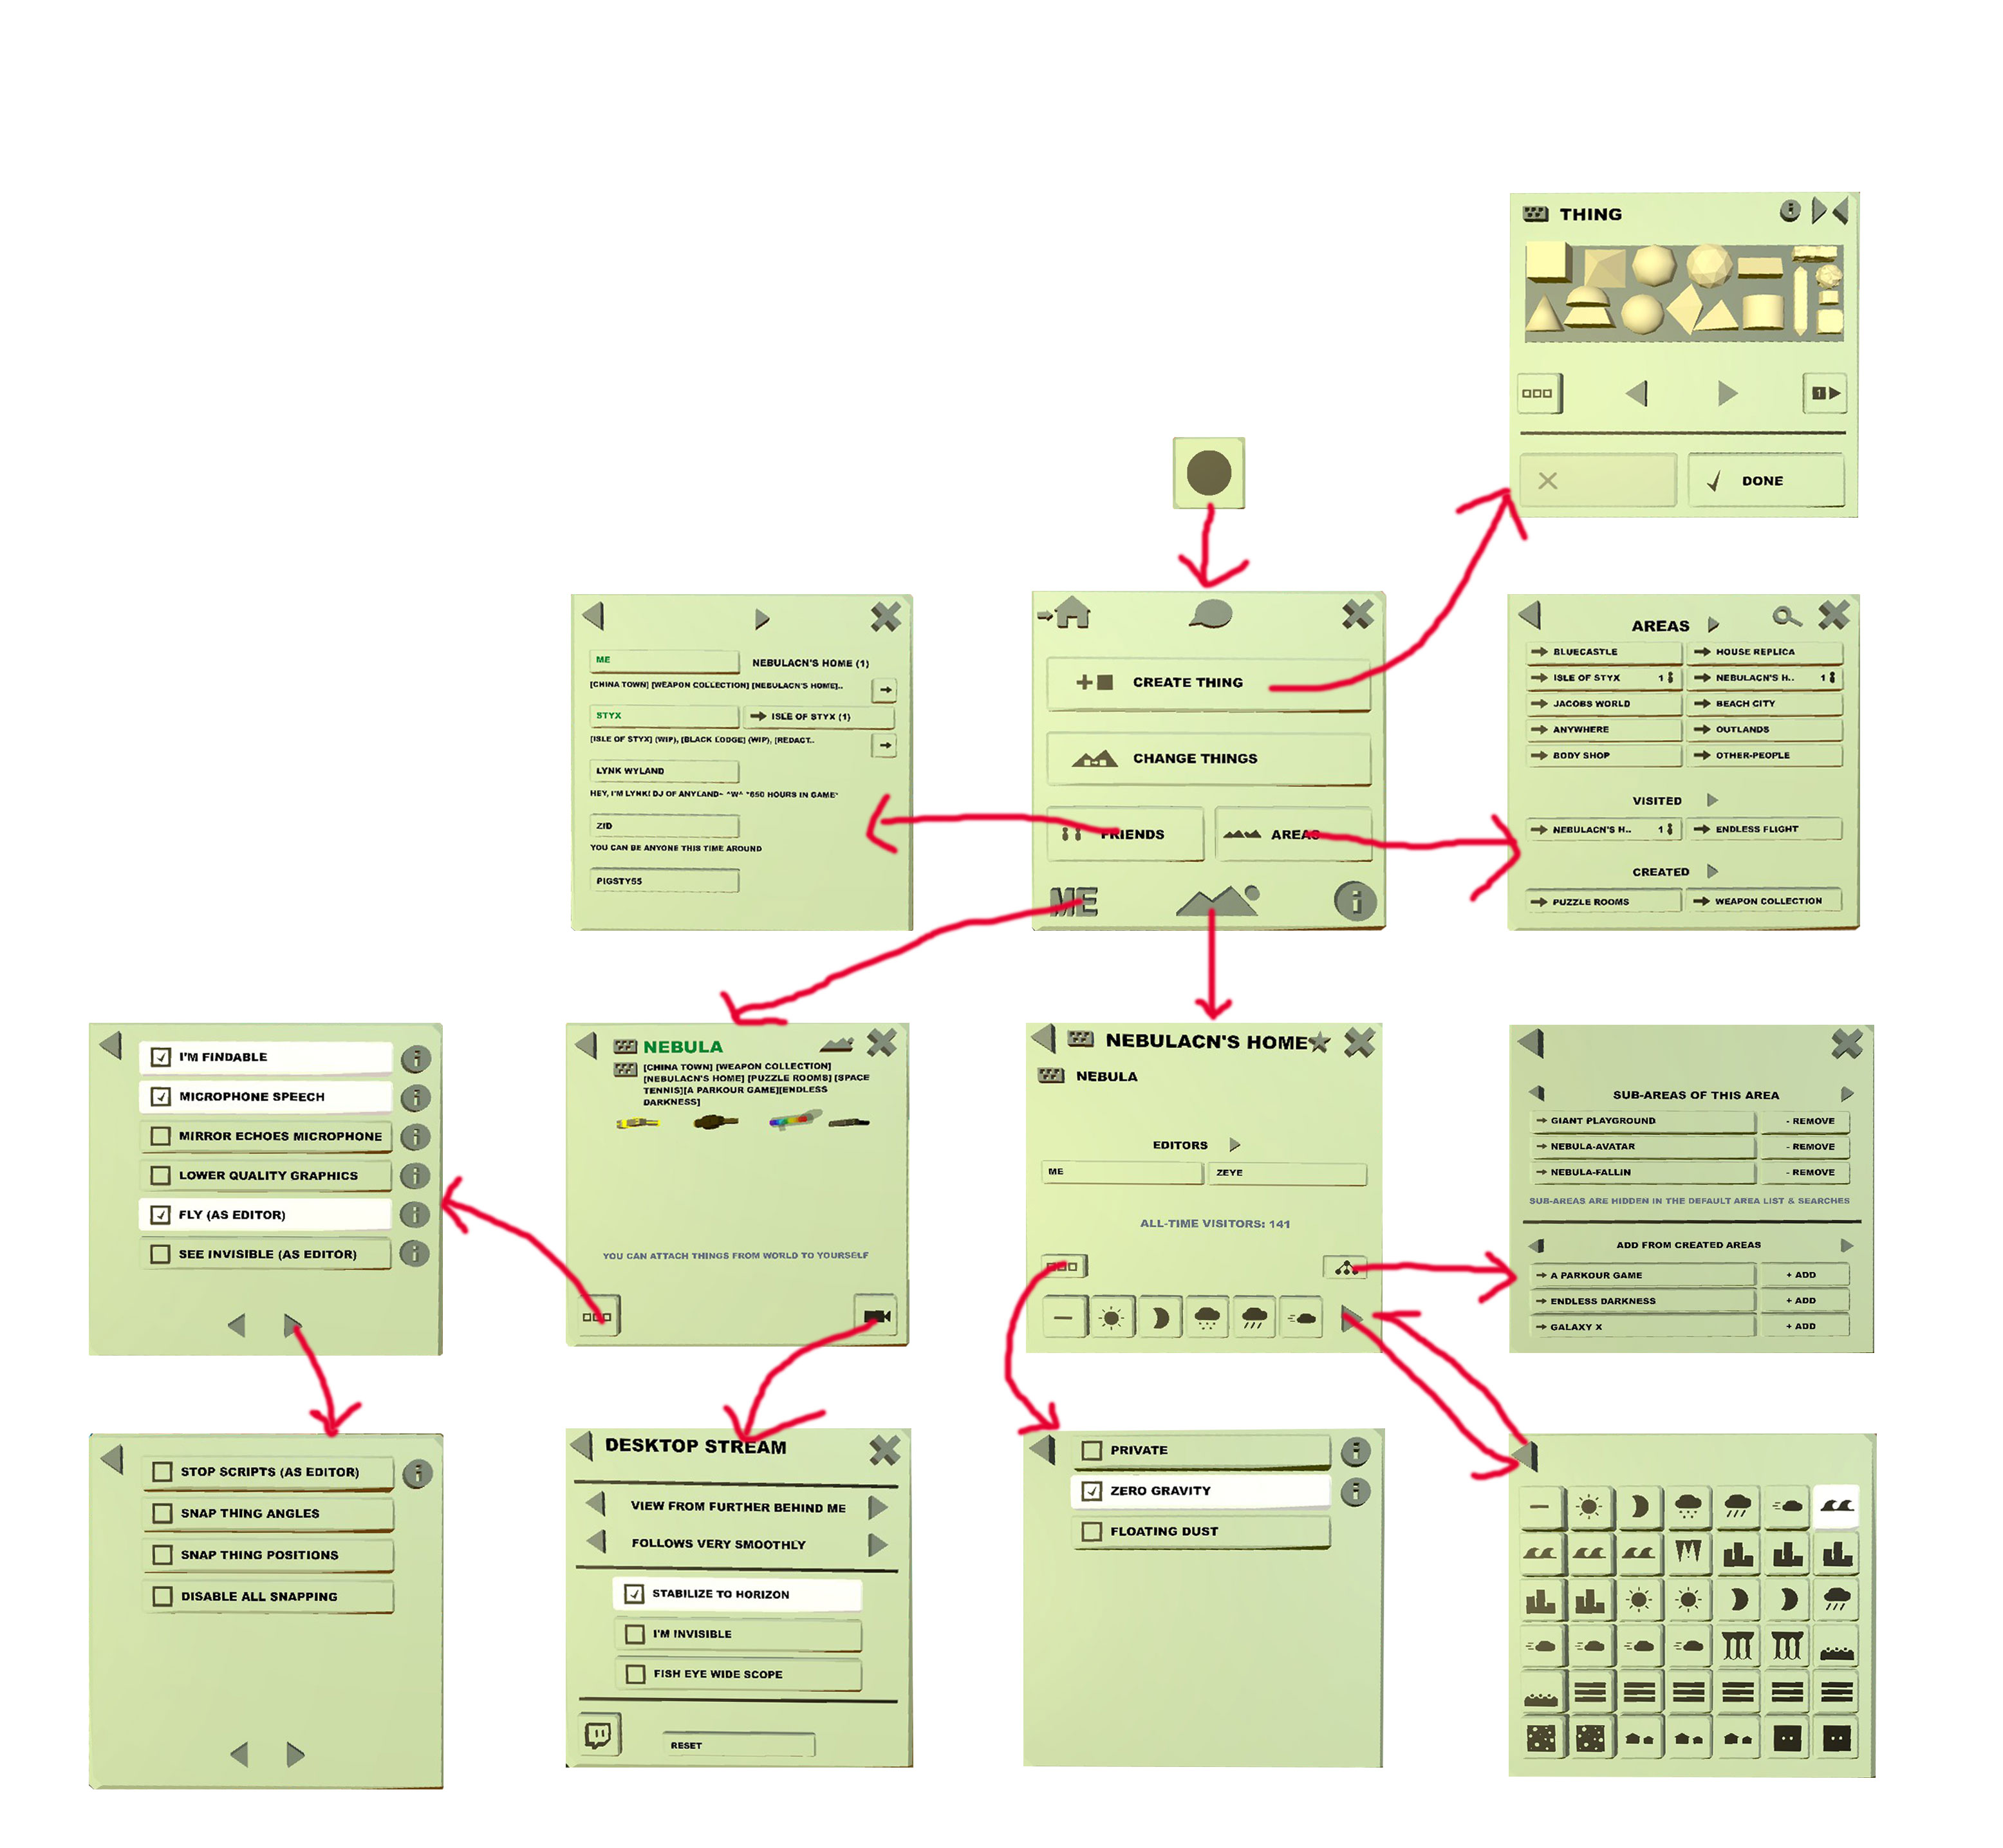 THING
DONE
ME
NEBULACN'S HOME (1)
[CHINA TOWN] [WEAPON COLLECTION] [NEBULACN'S HOME]..
STYX
ISLE OF STYX (1)
[ISLE OF STYX] (WIP), [BLACK LODGE] (WIP), [REDACT..
LYNK WYLAND
HEY, I'M LYNK! DJ OF ANYLAND~ ^W^ *650 HOURS IN GAME*
ZID
YOU CAN BE ANYONE THIS TIME AROUND
PIGSTY55
CREATE THING
CHANGE THINGS
FRIENDS
AREAS
ME
AREAS
BLUECASTLE
HOUSE REPLICA
ISLE OF STYX 1
NEBULACN'S H.. 1
JACOBS WORLD
BEACH CITY
ANYWHERE
OUTLANDS
BODY SHOP
OTHER-PEOPLE
VISITED
NEBULACN'S H.. 1
ENDLESS FLIGHT
CREATED
PUZZLE ROOMS
WEAPON COLLECTION
I'M FINDABLE
MICROPHONE SPEECH
MIRROR ECHOES MICROPHONE
LOWER QUALITY GRAPHICS
FLY (AS EDITOR)
SEE INVISIBLE (AS EDITOR)
NEBULA
[CHINA TOWN] [WEAPON COLLECTION]
[NEBULACN'S HOME] [PUZZLE ROOMS] [SPACE
TENNIS][A PARKOUR GAME][ENDLESS
DARKNESS]
YOU CAN ATTACH THINGS FROM WORLD TO YOURSELF
NEBULACN'S HOME
NEBULA
EDITORS
ME
ZEYE
ALL-TIME VISITORS: 141
SUB-AREAS OF THIS AREA
GIANT PLAYGROUND
- REMOVE
NEBULA-AVATAR
- REMOVE
NEBULA-FALLIN
- REMOVE
SUB-AREAS ARE HIDDEN IN THE DEFAULT AREA LIST & SEARCHES
ADD FROM CREATED AREAS
A PARKOUR GAME
+ ADD
ENDLESS DARKNESS
+ ADD
GALAXY X
+ ADD
STOP SCRIPTS (AS EDITOR)
SNAP THING ANGLES
SNAP THING POSITIONS
DISABLE ALL SNAPPING
DESKTOP STREAM
VIEW FROM FURTHER BEHIND ME
FOLLOWS VERY SMOOTHLY
STABILIZE TO HORIZON
I'M INVISIBLE
FISH EYE WIDE SCOPE
RESET
PRIVATE
ZERO GRAVITY
FLOATING DUST